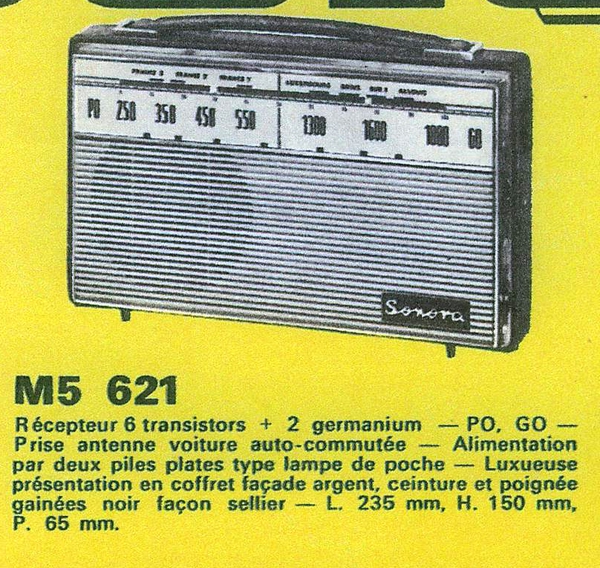 PO 250 350 450 550 1300 1600 1000 GO
Sonora
M5 621
Récepteur 6 transistors + 2 germanium — PO, GO —
Prise antenne voiture auto-commutée — Alimentation
par deux piles plates type lampe de poche — Luxueuse
présentation en coffret façade argent, ceinture et poignée
gainées noir façon sellier — L. 235 mm, H. 150 mm,
P. 65 mm.